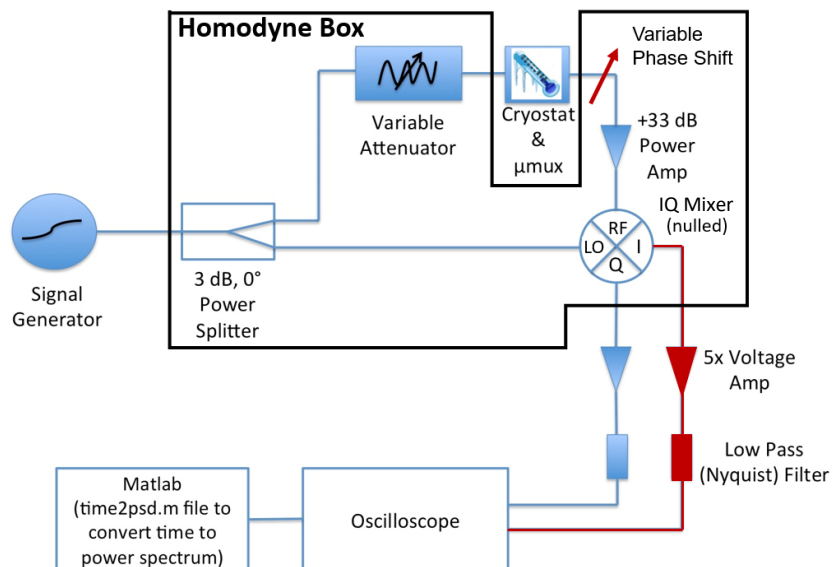 Homodyne Box
Variable
Phase Shift
Variable
Attenuator
Cryostat
&
μmux
+33 dB
Power
Amp
IQ Mixer
(nulled)
RF
LO
I
Q
Signal
Generator
3 dB, 0°
Power
Splitter
5x Voltage
Amp
Low Pass
(Nyquist) Filter
Matlab
(time2psd.m file to
convert time to
power spectrum)
Oscilloscope